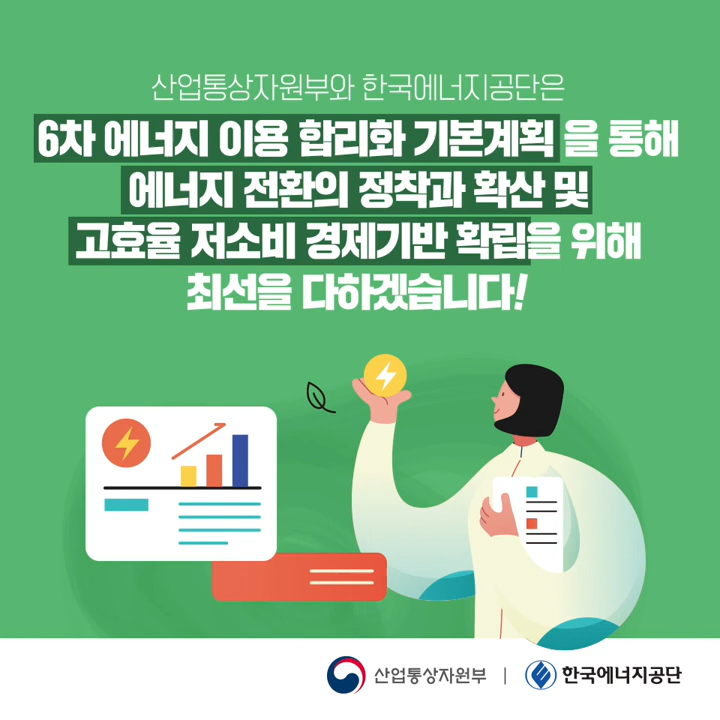 산업통상자원부와 한국에너지공단은
6차 에너지 이용 합리화 기본계획을 통해
에너지 전환의 정착과 확산 및
고효율 저소비 경제기반 확립을 위해
최선을 다하겠습니다!
산업통상자원부 | 한국에너지공단